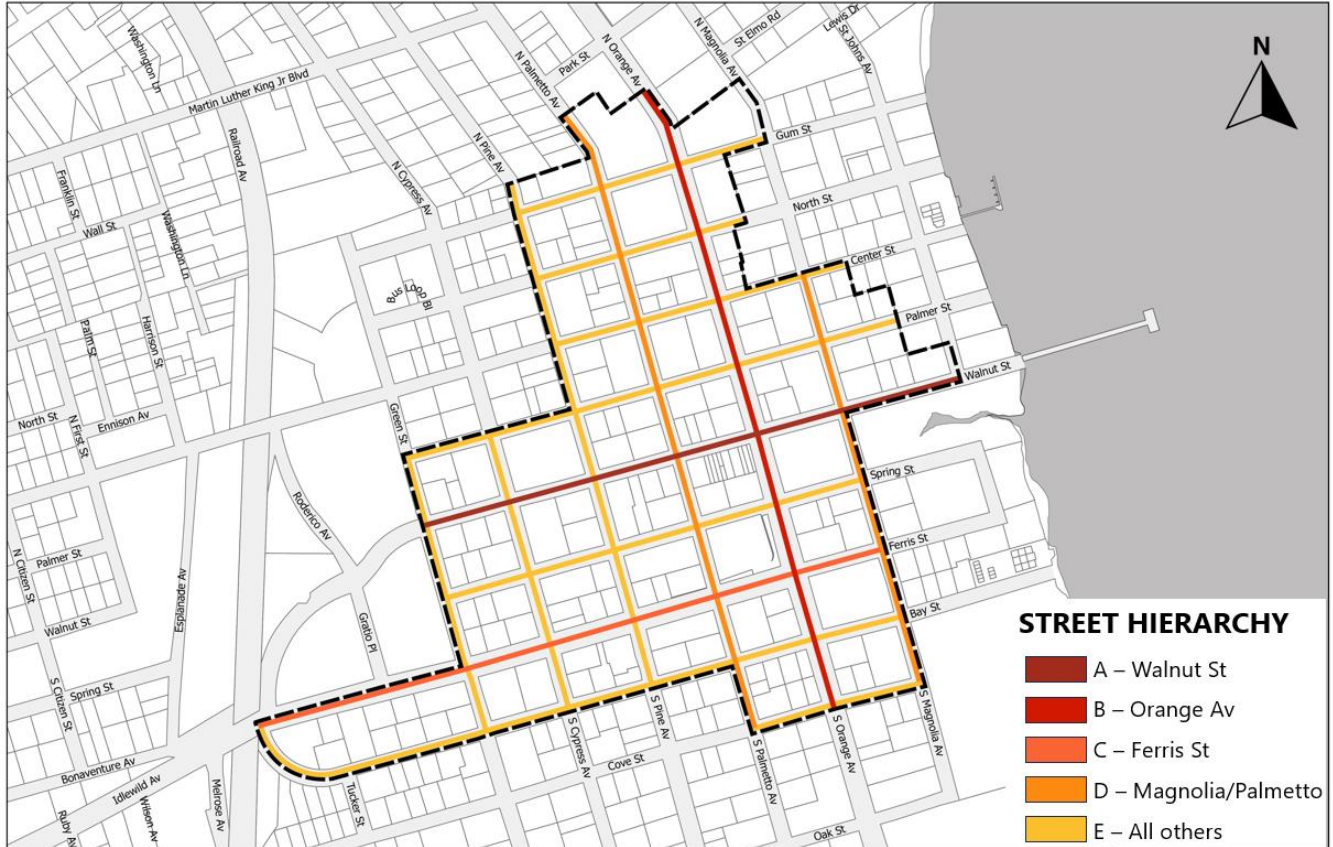 Washington Ln
Martin Luther King Jr Blvd
Railroad Av
N Palmetto Av
Park St
N Orange Av
N Magnolia Av
St Elmo Rd
Lewis Dr
St Johns Av
N
Gum St
N Pine Av
N Cypress Av
Franklin St
Wall St
Washington Ln
North St
Center St
Bus Loop Bl
Palmer St
Palm St
Harrison St
Walnut St
North St
N First St
Ennison Av
Green St
Spring St
Roderico Av
Ferris St
N Citizen St
Palmer St
Esplanade Av
Gratio Pl
Bay St
Walnut St
S Citizen St
Spring St
S Cypress Av
S Pine Av
Cove St
S Palmetto Av
S Orange Av
S Magnolia Av
Bonaventure Av
Idlewild Av
Ruby Av
Wilson Av
Melrose Av
Tucker St
Oak St
STREET HIERARCHY
A – Walnut St
B – Orange Av
C – Ferris St
D – Magnolia/Palmetto
E – All others